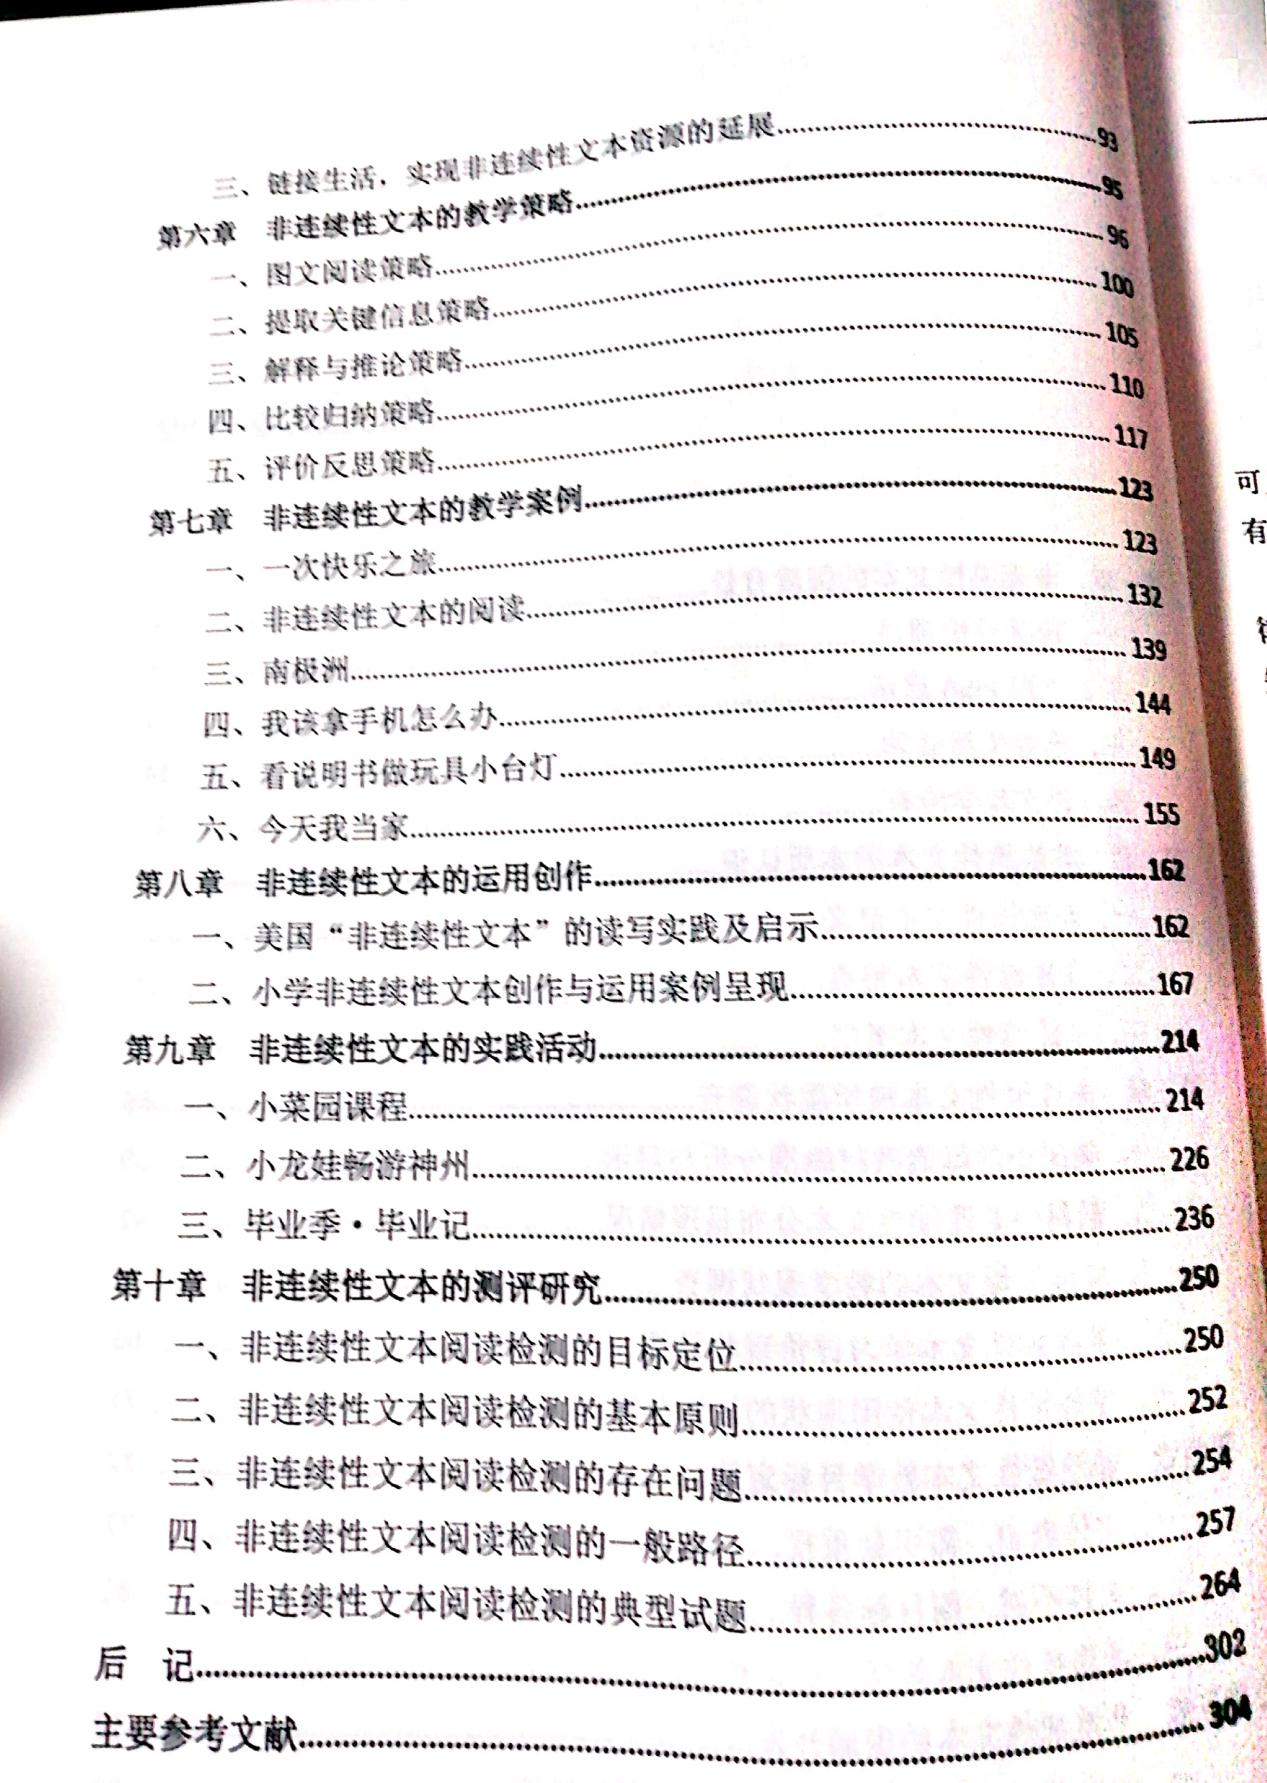 三、链接生活，实现非连续性文本资源的延展……93
第六章　非连续性文本的教学策略……95
一、图文阅读策略……96
二、提取关键信息策略……100
三、解释与推论策略……105
四、比较归纳策略……110
五、评价反思策略……117
第七章　非连续性文本的教学案例……123
一、一次快乐之旅……123
二、非连续性文本的阅读……132
三、南极洲……139
四、我该拿手机怎么办……144
五、看说明书做玩具小台灯……149
六、今天我当家……155
第八章　非连续性文本的运用创作……162
一、美国“非连续性文本”的读写实践及启示……162
二、小学非连续性文本创作与运用案例呈现……167
第九章　非连续性文本的实践活动……214
一、小菜园课程……214
二、小龙娃畅游神州……226
三、毕业季·毕业记……236
第十章　非连续性文本的测评研究……250
一、非连续性文本阅读检测的目标定位……250
二、非连续性文本阅读检测的基本原则……252
三、非连续性文本阅读检测的存在问题……254
四、非连续性文本阅读检测的一般路径……257
五、非连续性文本阅读检测的典型试题……264
后　记……302
主要参考文献……304
可
有